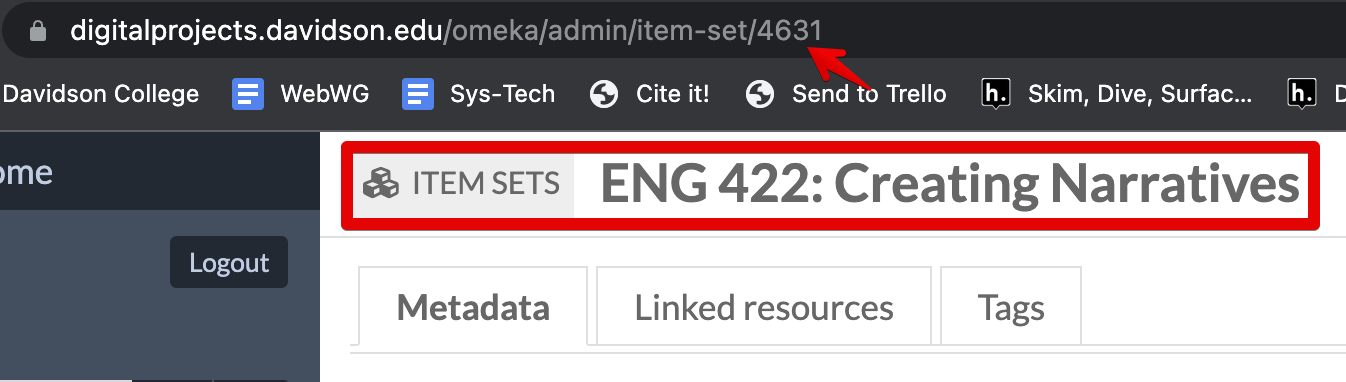 digitalprojects.davidson.edu/omeka/admin/item-set/4631
Davidson College WebWG Sys-Tech Cite it! Send to Trello h. Skim, Dive, Surfac... h. D
ome
ITEM SETS ENG 422: Creating Narratives
Logout
Metadata Linked resources Tags